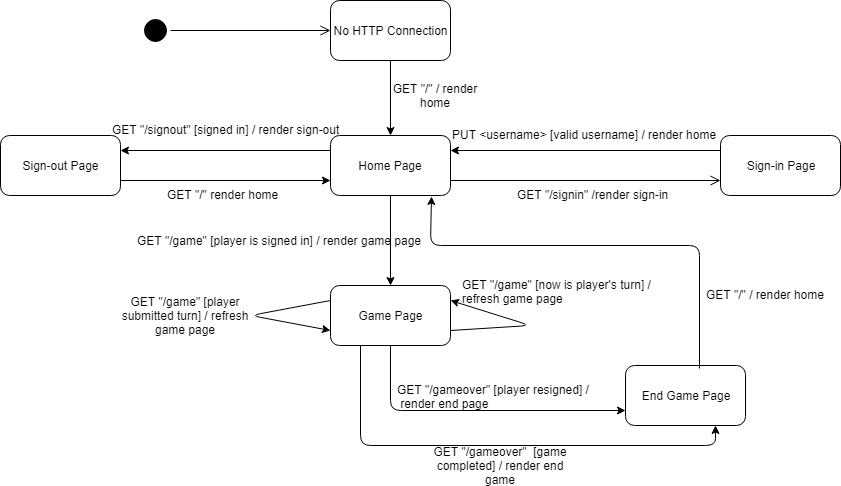 No HTTP Connection
GET "/" / render
home
GET "/signout" [signed in] / render sign-out
PUT <username> [valid username] / render home
Sign-out Page
Home Page
Sign-in Page
GET "/" render home
GET "/signin" /render sign-in
GET "/game" [player is signed in] / render game page
GET "/game" [now is player's turn] /
refresh game page
GET "/" / render home
GET "/game" [player
submitted turn] / refresh
game page
Game Page
GET "/gameover" [player resigned] /
render end page
End Game Page
GET "/gameover"  [game
completed] / render end
game